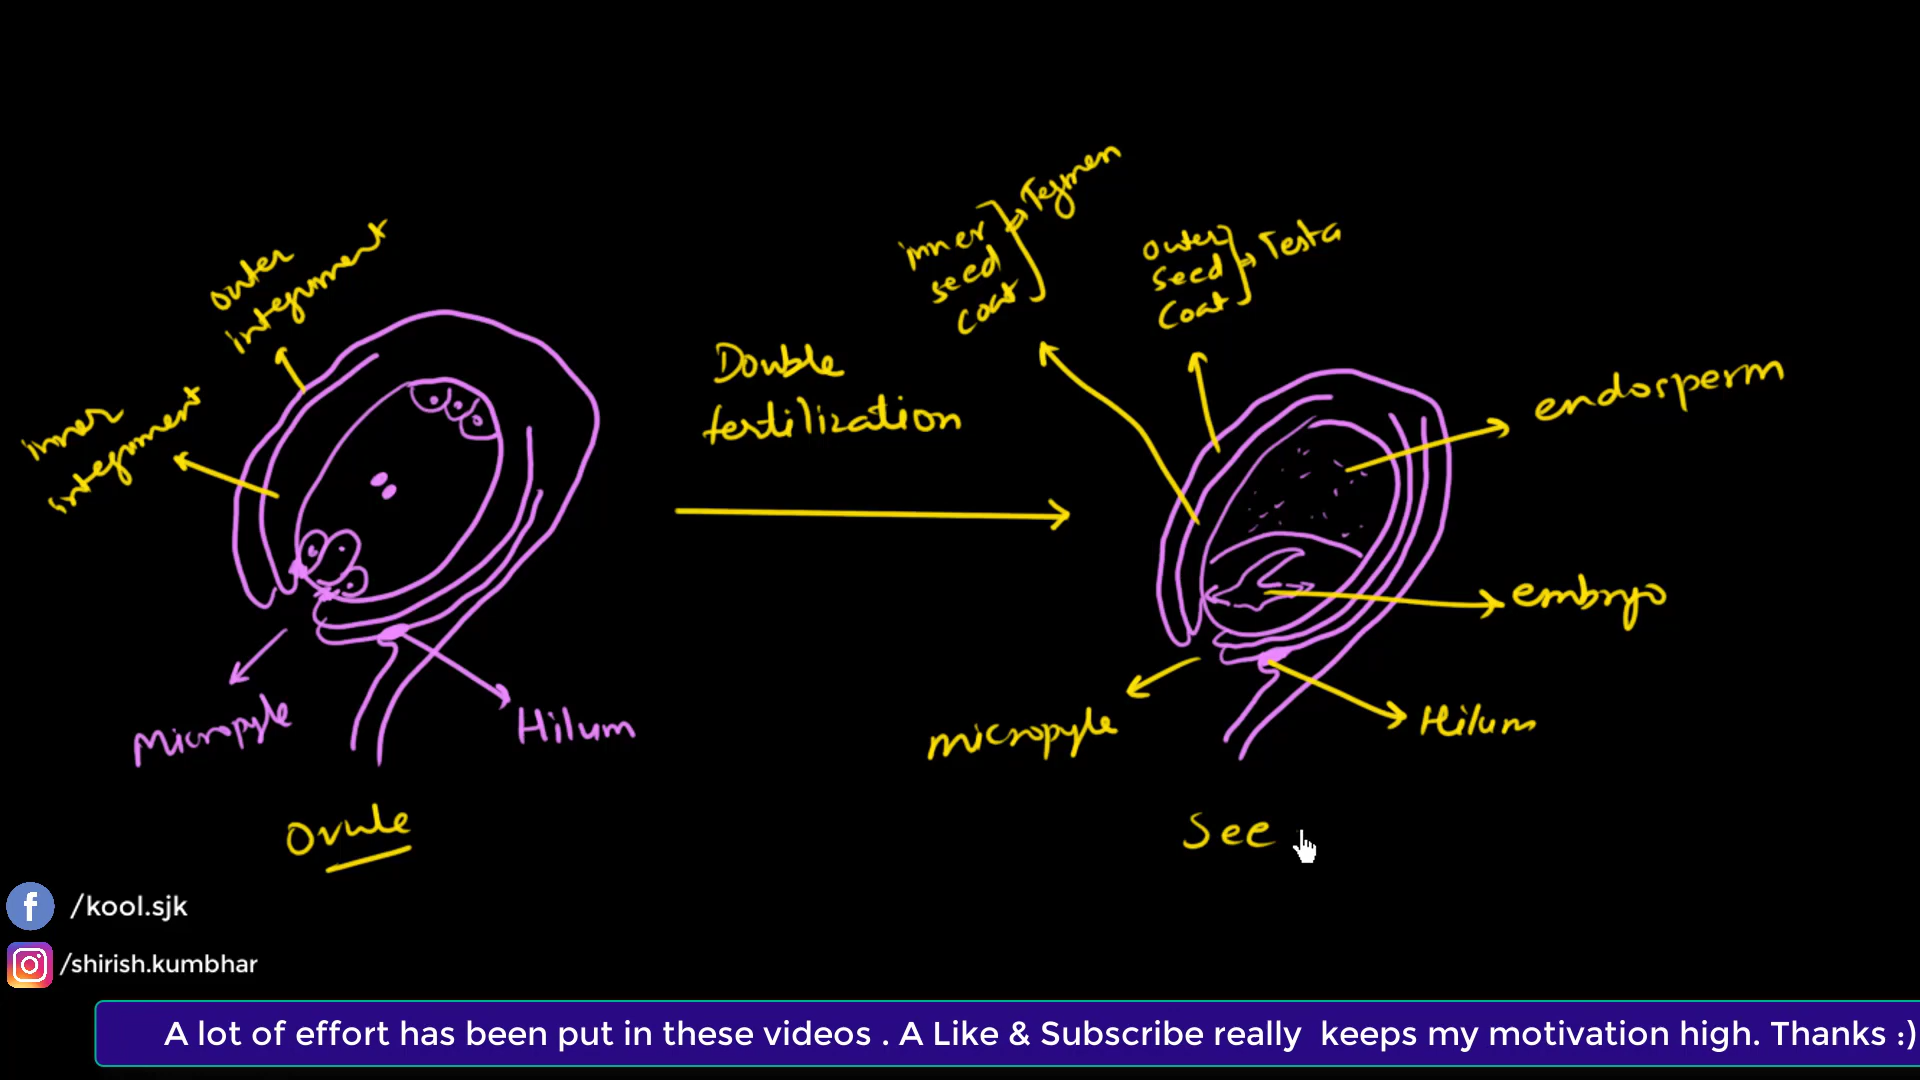 outer
integument
inner
integument
Micropyle
Hilum
Ovule
Double
fertilization
inner
seed
coat
Tegmen
outer
seed
coat
Testa
endosperm
embryo
Hilum
micropyle
See
/kool.sjk
/shirish.kumbhar
A lot of effort has been put in these videos . A Like & Subscribe really keeps my motivation high. Thanks :)